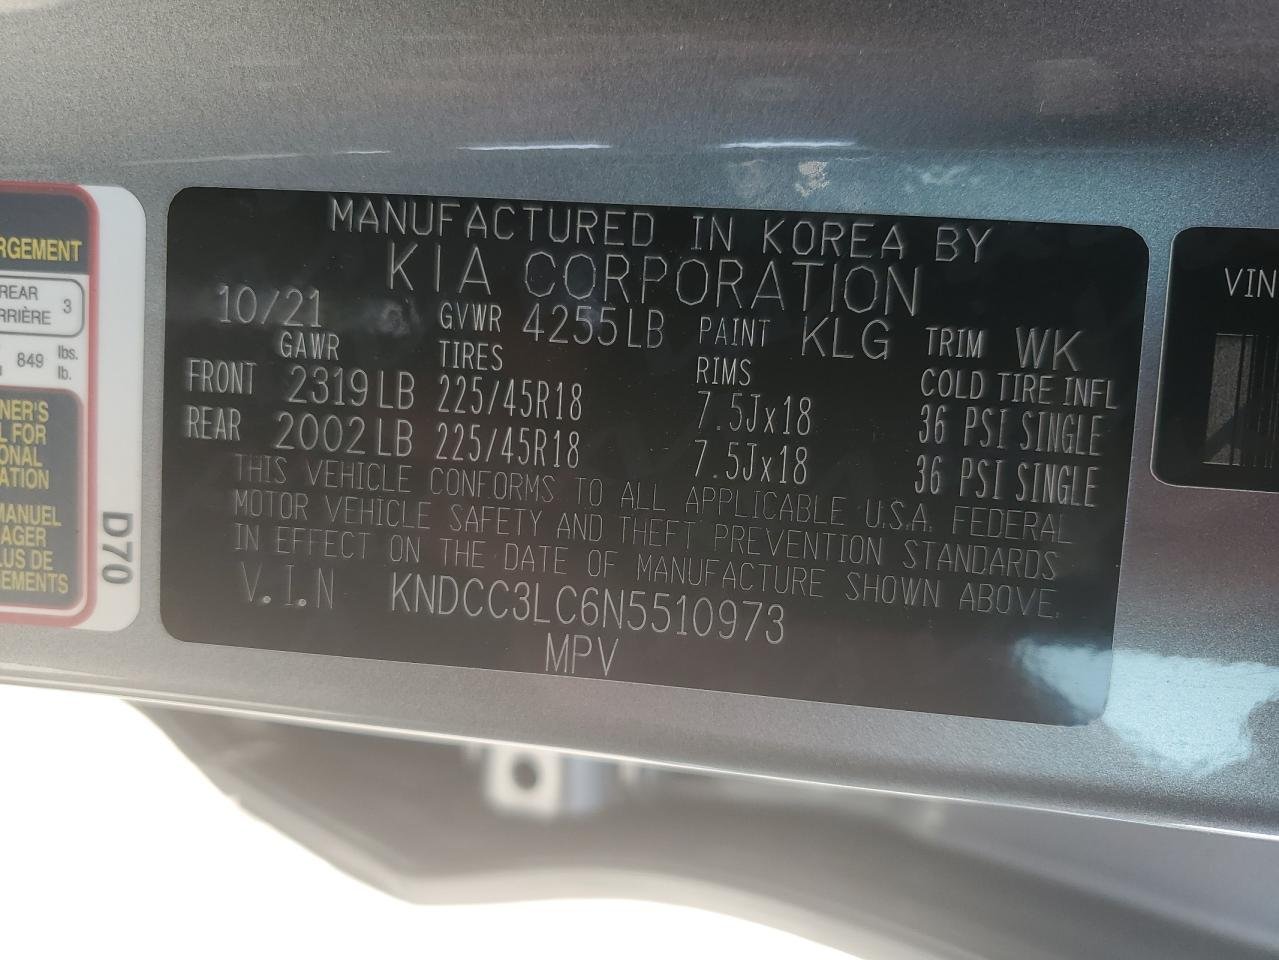 RGEMENT
REAR 3
RRIÈRE
849 lbs.
lb.
NER'S
L FOR
ONAL
ATION
MANUEL
AGER
LUS DE
EMENTS
D70
MANUFACTURED IN KOREA BY
KIA CORPORATION
10/21 GVWR 4255LB PAINT KLG TRIM WK
GAWR TIRES RIMS COLD TIRE INFL
FRONT 2319LB 225/45R18 7.5Jx18 36 PSI SINGLE
REAR 2002LB 225/45R18 7.5Jx18 36 PSI SINGLE
THIS VEHICLE CONFORMS TO ALL APPLICABLE U.S.A. FEDERAL
MOTOR VEHICLE SAFETY AND THEFT PREVENTION STANDARDS
IN EFFECT ON THE DATE OF MANUFACTURE SHOWN ABOVE.
V.I.N KNDCC3LC6N5510973
MPV
VIN